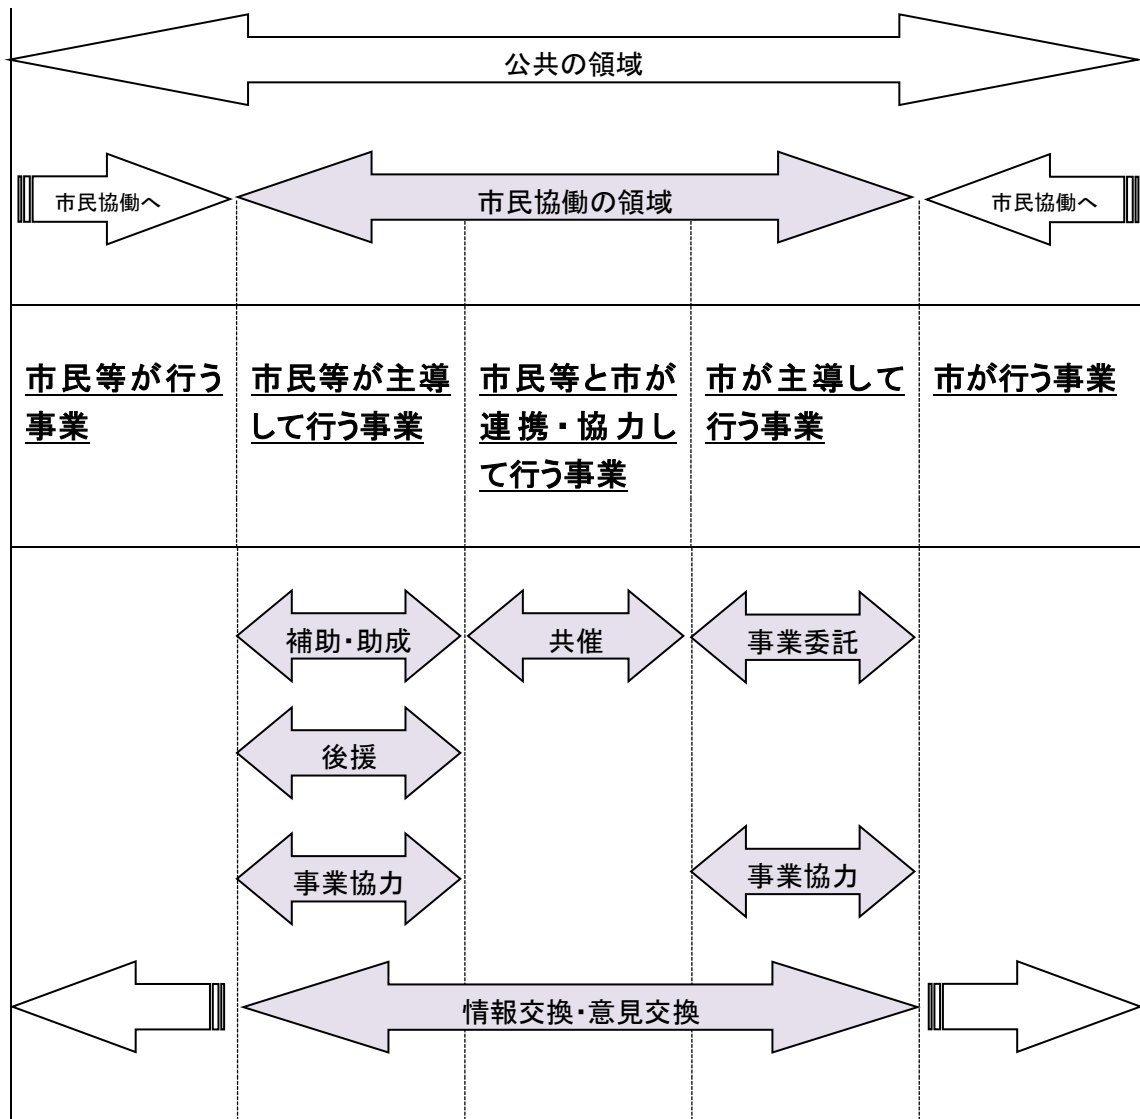 公共の領域
市民協働へ
市民協働の領域
市民協働へ
市民等が行う
事業
市民等が主導
して行う事業
市民等と市が
連携・協力し
て行う事業
市が主導して
行う事業
市が行う事業
補助・助成
共催
事業委託
後援
事業協力
事業協力
情報交換・意見交換